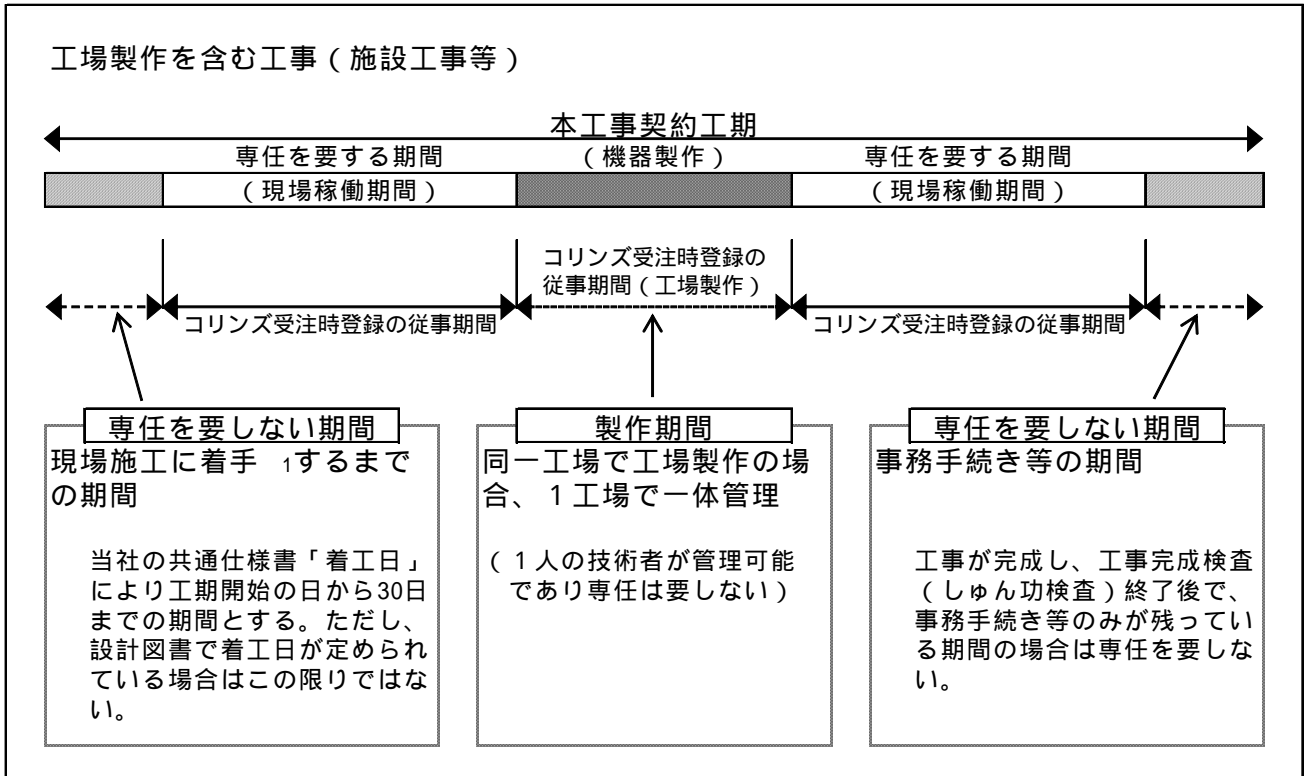 工場製作を含む工事（施設工事等）
本工事契約工期
専任を要する期間
（機器製作）
専任を要する期間
（現場稼働期間）
（現場稼働期間）
コリンズ受注時登録の
従事期間（工場製作）
コリンズ受注時登録の従事期間
コリンズ受注時登録の従事期間
専任を要しない期間
現場施工に着手 1するまで
の期間
当社の共通仕様書「着工日」
により工期開始の日から30日
までの期間とする。ただし、
設計図書で着工日が定められ
ている場合はこの限りではな
い。
製作期間
同一工場で工場製作の場
合、１工場で一体管理
（１人の技術者が管理可能
であり専任は要しない）
専任を要しない期間
事務手続き等の期間
工事が完成し、工事完成検査
（しゅん功検査）終了後で、
事務手続き等のみが残ってい
る期間の場合は専任を要しな
い。